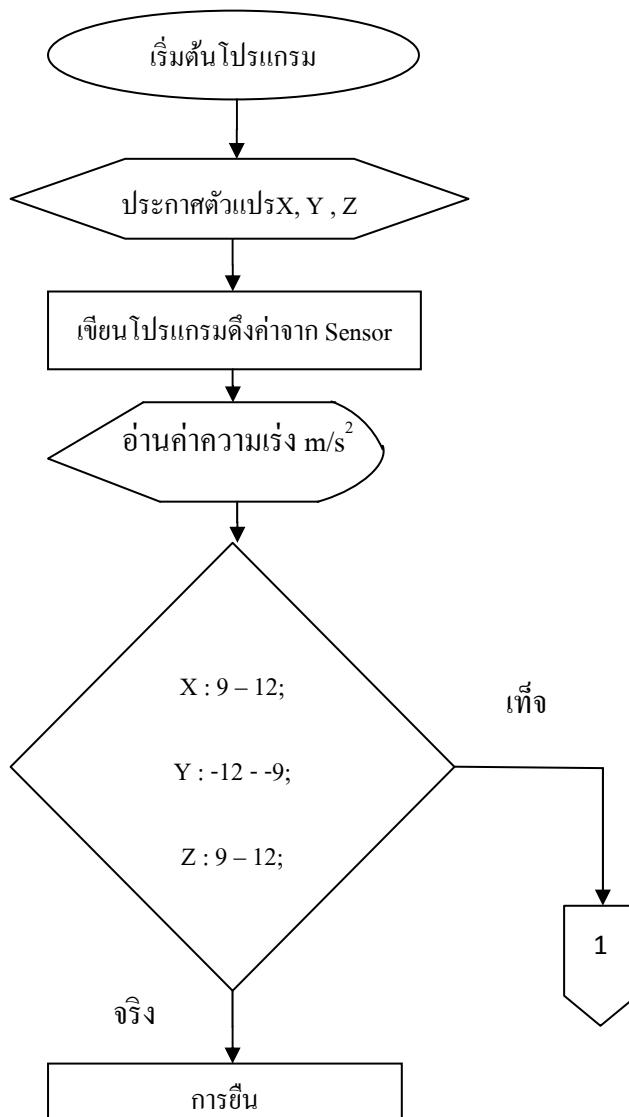 เริ่มต้นโปรแกรม
ประกาศตัวแปรX, Y , Z
เขียนโปรแกรมดึงค่าจาก Sensor
อ่านค่าความเร่ง m/s²
X : 9 – 12;
เท็จ
Y : -12 - -9;
Z : 9 – 12;
1
จริง
การยืน